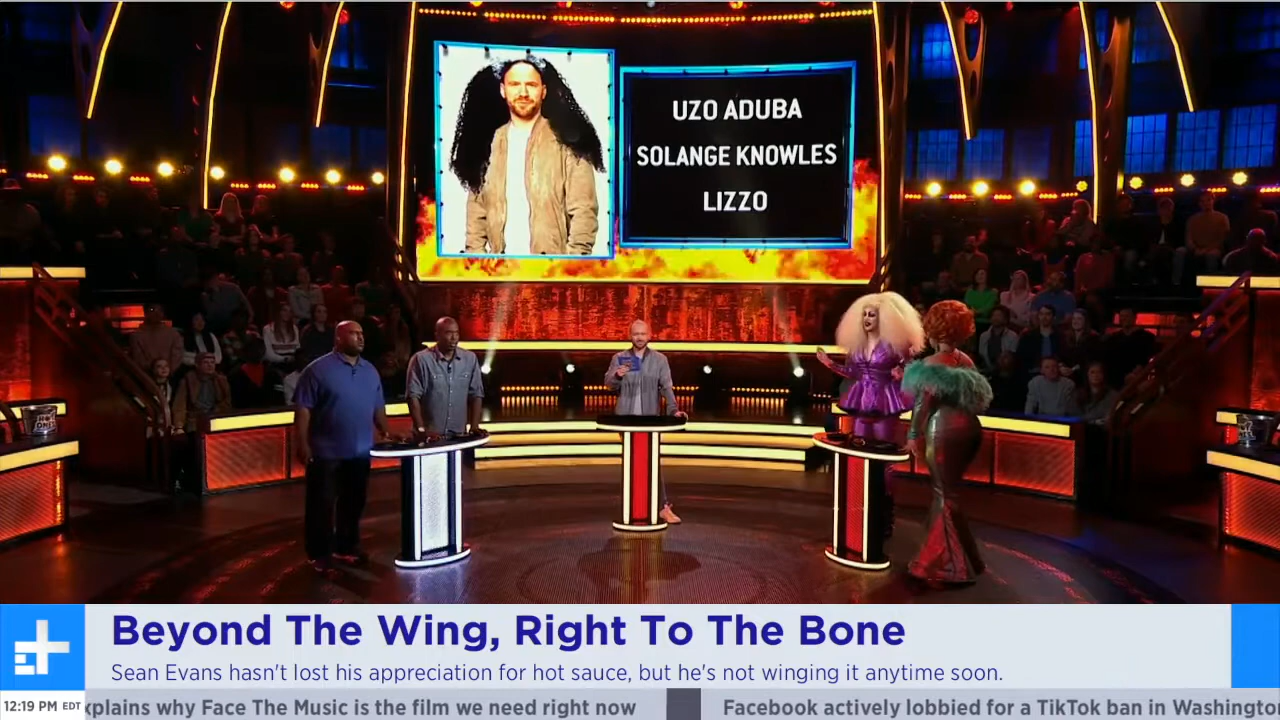 UZO ADUBA
SOLANGE KNOWLES
LIZZO
Beyond The Wing, Right To The Bone
Sean Evans hasn't lost his appreciation for hot sauce, but he's not winging it anytime soon.
12:19 PM EDT
xplains why Face The Music is the film we need right now
Facebook actively lobbied for a TikTok ban in Washington